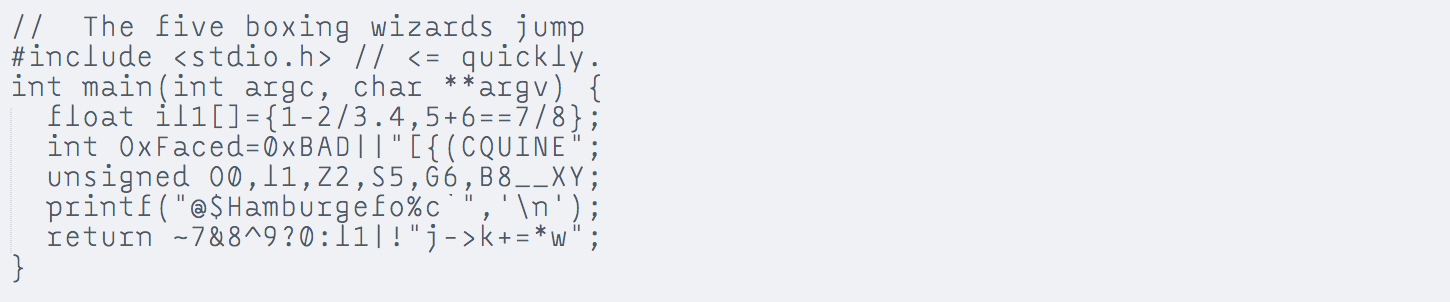 //  The five boxing wizards jump
#include <stdio.h> // <= quickly.
int main(int argc, char **argv) {
  float il1[]={1-2/3.4,5+6==7/8};
  int OxFaced=0xBAD||"[{(CQUINE";
  unsigned O0,l1,Z2,S5,G6,B8__XY;
  printf("@$Hamburgefo%c`",'\n');
  return ~7&8^9?0:l1|!"j->k+=*w";
}